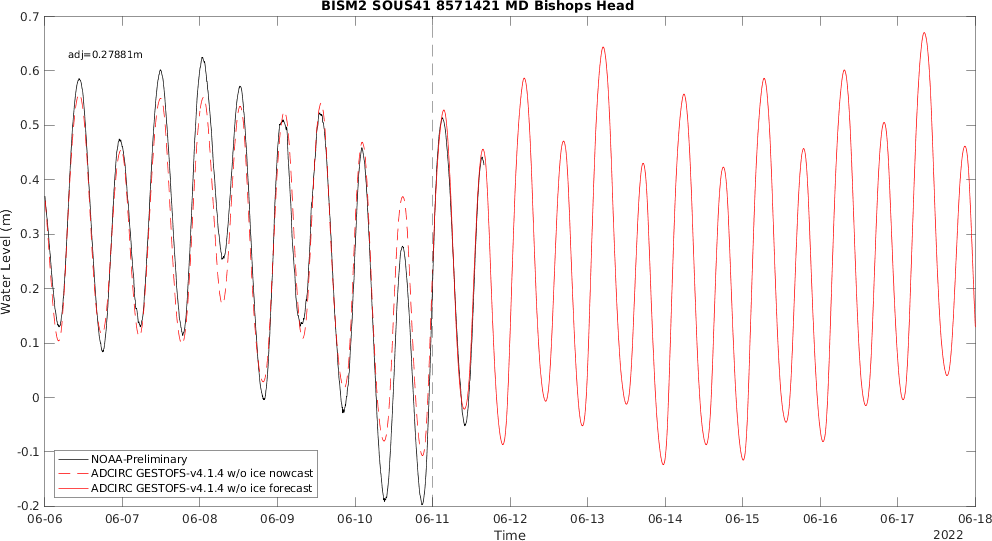 BISM2 SOUS41 8571421 MD Bishops Head
0.7
adj=0.27881m
0.6
0.5
0.4
0.3
0.2
0.1
0
-0.1
-0.2
Water Level (m)
NOAA-Preliminary
ADCIRC GESTOFS-v4.1.4 w/o ice nowcast
ADCIRC GESTOFS-v4.1.4 w/o ice forecast
06-06 06-07 06-08 06-09 06-10 06-11 06-12 06-13 06-14 06-15 06-16 06-17 06-18
Time
2022